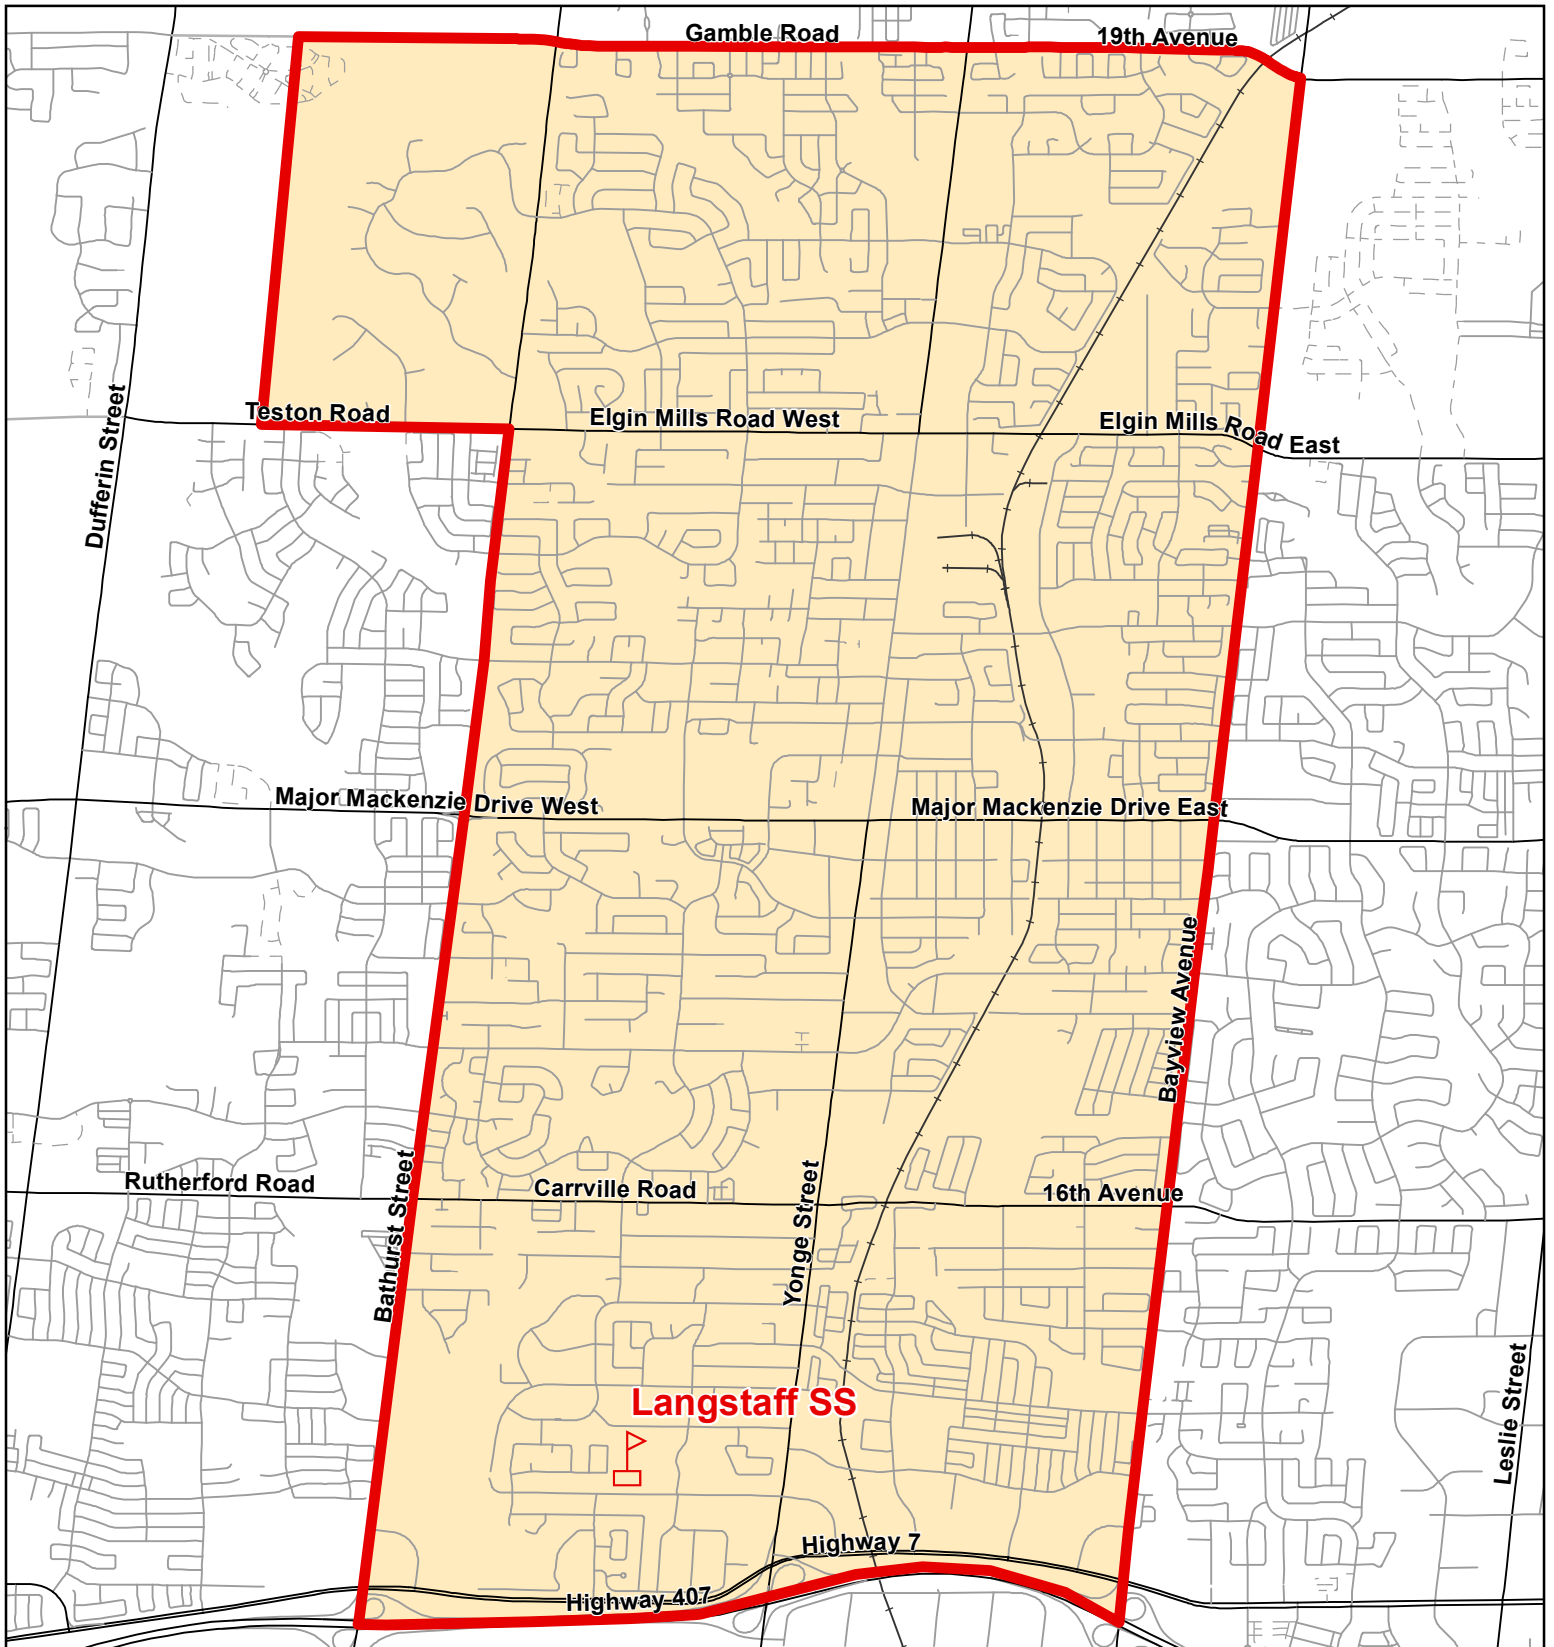 Gamble Road
19th Avenue
Teston Road
Elgin Mills Road West
Elgin Mills Road East
Dufferin Street
Major Mackenzie Drive West
Major Mackenzie Drive East
Bayview Avenue
Rutherford Road
Carrville Road
16th Avenue
Bathurst Street
Yonge Street
Langstaff SS
Leslie Street
Highway 7
Highway 407